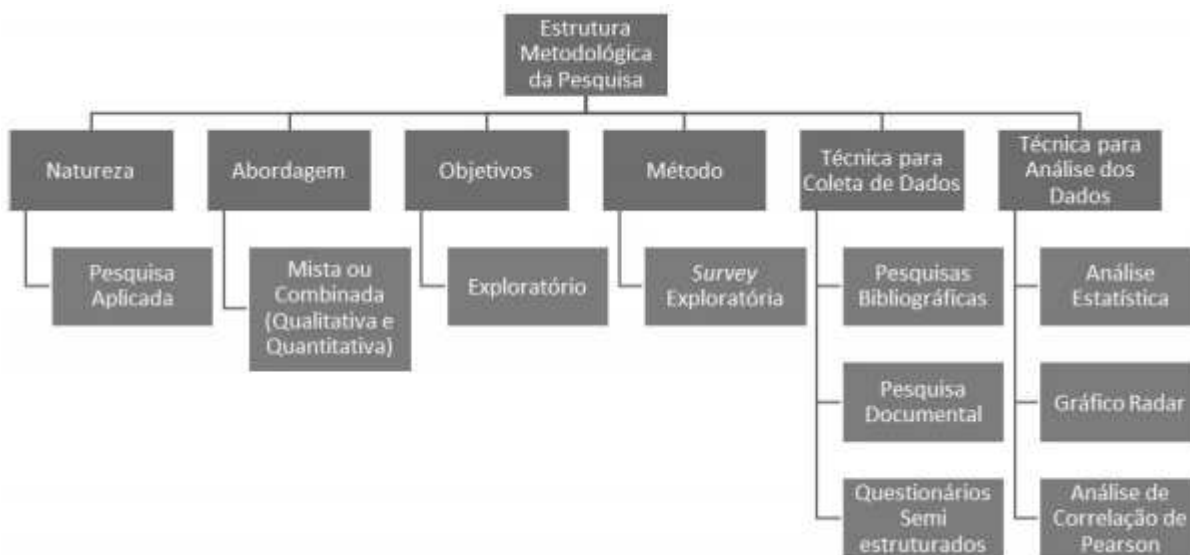 Estrutura
Metodológica
da Pesquisa
Natureza
Abordagem
Objetivos
Método
Técnica para
Coleta de Dados
Técnica para
Análise dos
Dados
Pesquisa
Aplicada
Mista ou
Combinada
(Qualitativa e
Quantitativa)
Exploratório
Survey
Exploratória
Pesquisas
Bibliográficas
Análise
Estatística
Pesquisa
Documental
Gráfico Radar
Questionários
Semi
estruturados
Análise de
Correlação de
Pearson